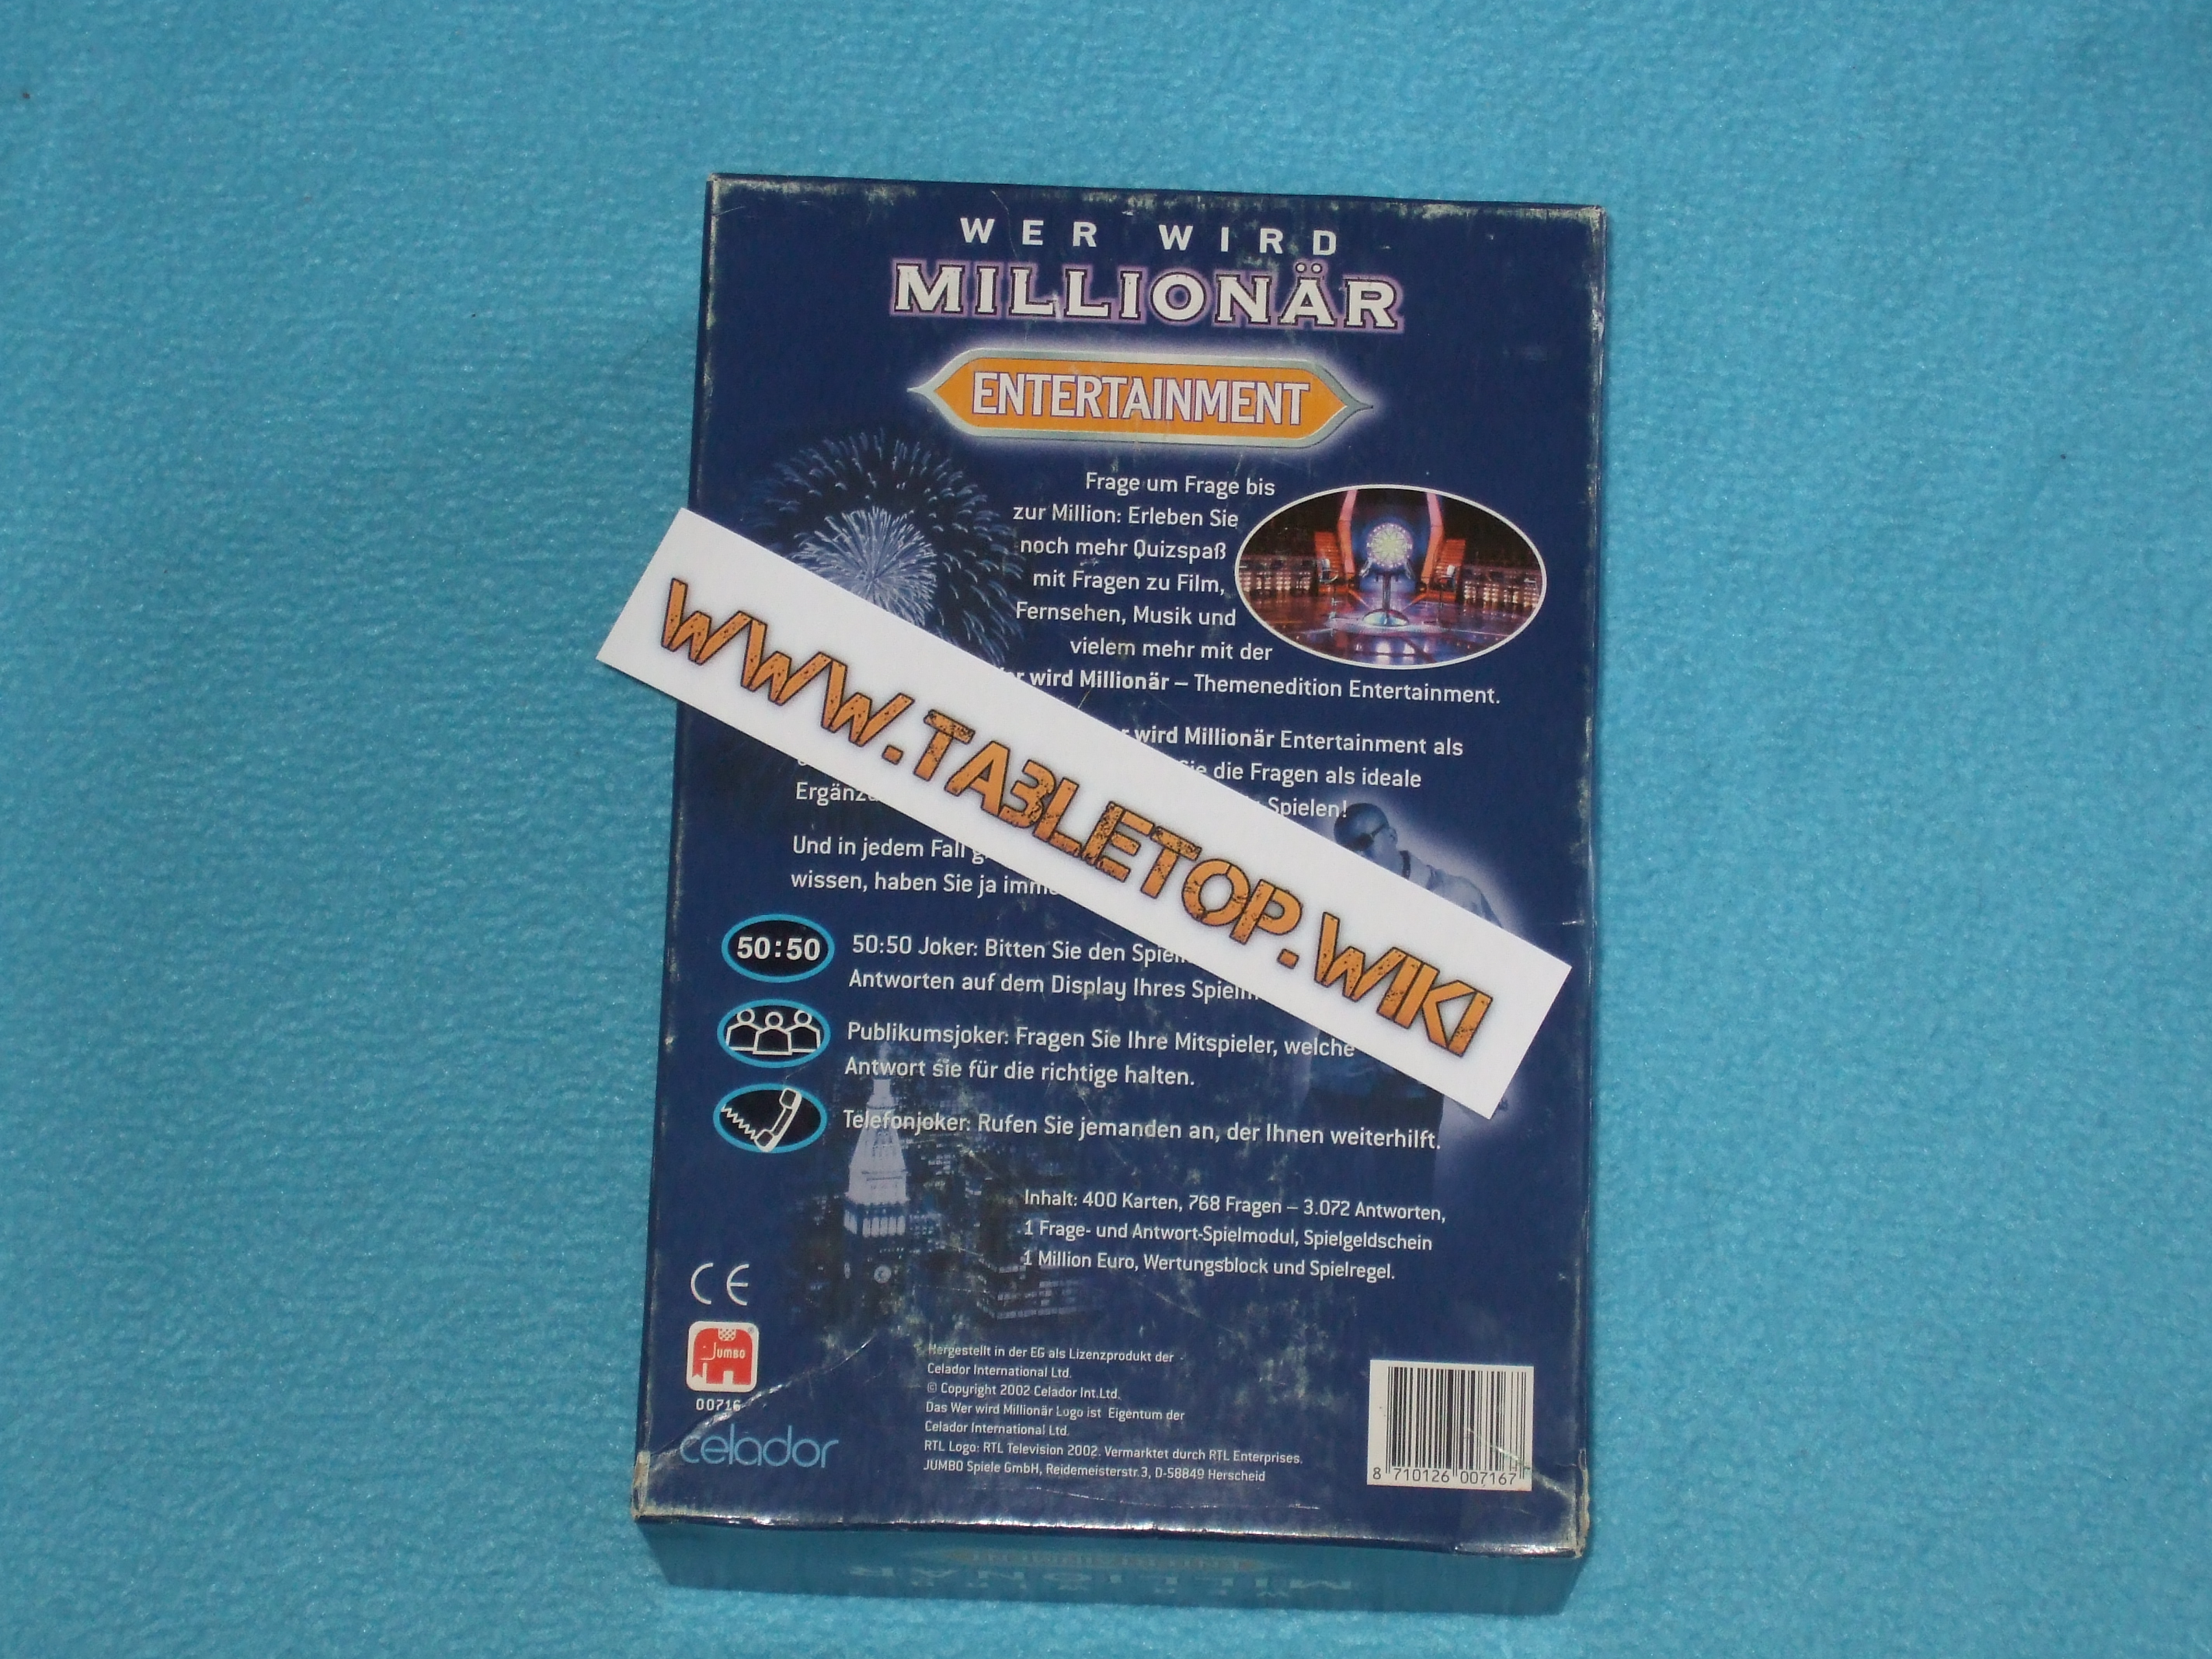 WER WIRD
MILLIONÄR
ENTERTAINMENT
Frage um Frage bis
zur Million: Erleben Sie
noch mehr Quizspaß
mit Fragen zu Film,
Fernsehen, Musik und
vielem mehr mit der
wird Millionär – Themenedition Entertainment.
wird Millionär Entertainment als
die Fragen als ideale
Spielen!
Und in jedem Fall
wissen, haben Sie ja
WWW.TABLETOP.WIKI
50:50
50:50 Joker: Bitten Sie den
Antworten auf dem Display Ihres
Publikumsjoker: Fragen Sie Ihre Mitspieler, welche
Antwort sie für die richtige halten.
Telefonjoker: Rufen Sie jemanden an, der Ihnen weiterhilft.
Inhalt: 400 Karten, 768 Fragen – 3.072 Antworten,
1 Frage- und Antwort-Spielmodul, Spielgeldschein
1 Million Euro, Wertungsblock und Spielregel.
CE
JUMBO
00716
celador
Hergestellt in der EG als Lizenzprodukt der
Celador International Ltd.
© Copyright 2002 Celador Int.Ltd.
Das Wer wird Millionär Logo ist Eigentum der
Celador International Ltd.
RTL Logo: RTL Television 2002. Vermarktet durch RTL Enterprises.
JUMBO Spiele GmbH, Reidemeisterstr.3, D-58849 Herscheid
8 710126 007167
MILLIONÄR